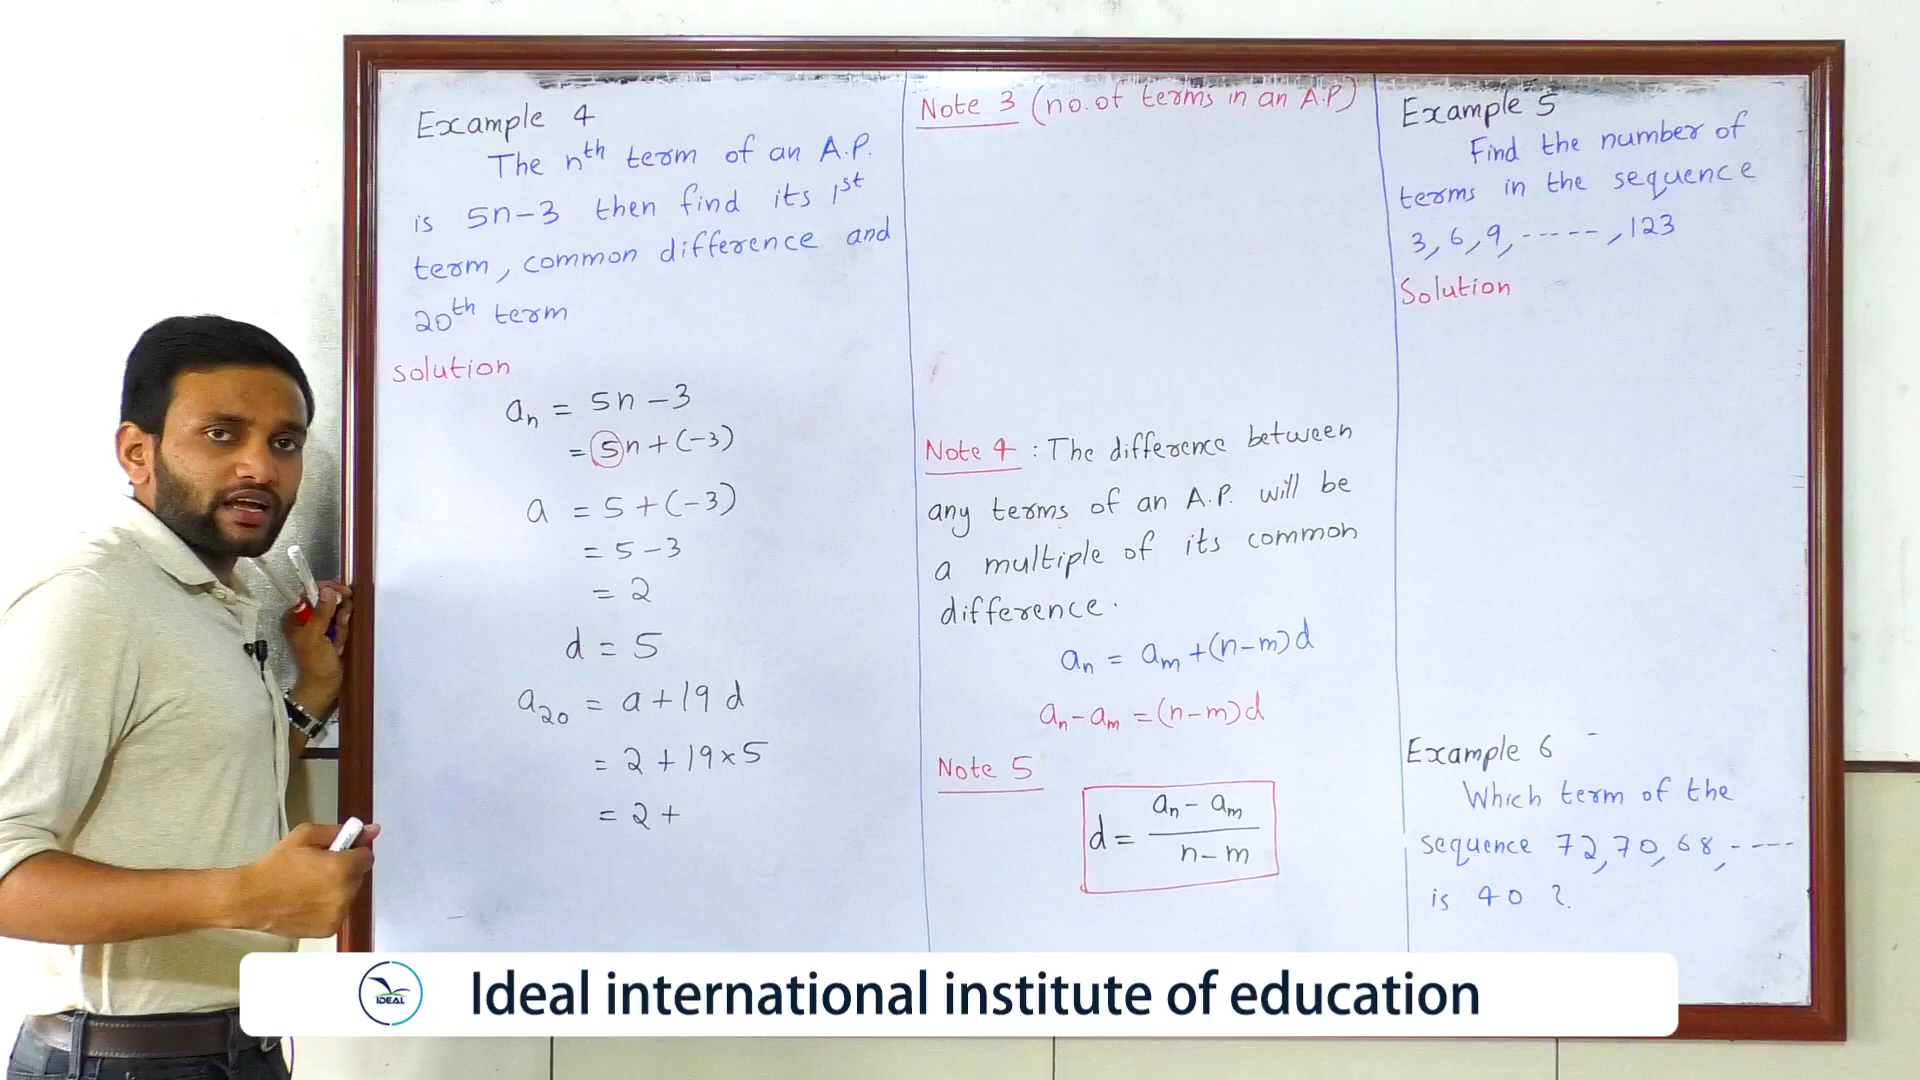 Example 4
The nth term of an A.P.
is 5n-3 then find its 1st
term, common difference and
20th term
solution
an = 5n - 3
= 5n + (-3)
a = 5 + (-3)
= 5 - 3
= 2
d = 5
a20 = a + 19 d
= 2 + 19 × 5
= 2 +
Note 3 (no. of terms in an A.P)
Note 4 : The difference between
any terms of an A.P. will be
a multiple of its common
difference.
an = am + (n-m)d
an - am = (n-m)d
Note 5
d = (an - am) / (n - m)
Example 5
Find the number of
terms in the sequence
3, 6, 9, -----, 123
Solution
Example 6
Which term of the
sequence 72, 70, 68, ----
is 40 ?
IDEAL
Ideal international institute of education